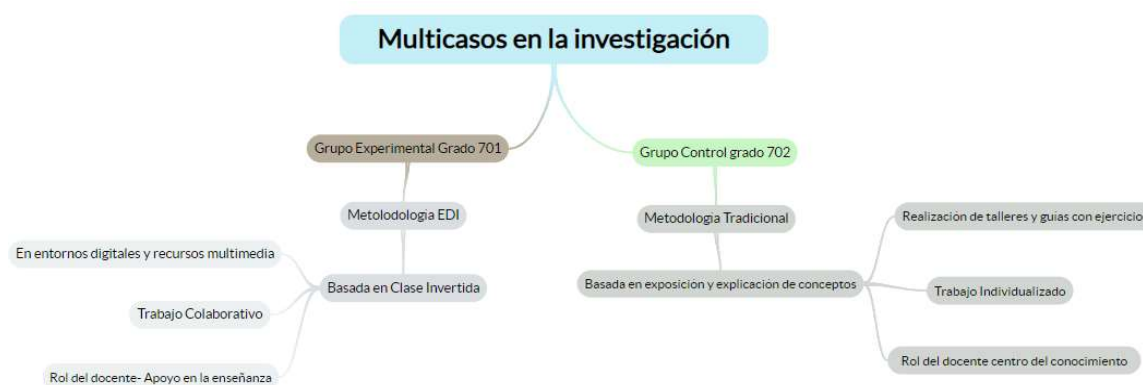 Multicasos en la investigación
Grupo Experimental Grado 701
Grupo Control grado 702
Metolodologia EDI
Metodologia Tradicional
Realización de talleres y guias con ejercicio
En entornos digitales y recursos multimedia
Basada en Clase Invertida
Basada en exposición y explicación de conceptos
Trabajo Individualizado
Trabajo Colaborativo
Rol del docente centro del conocimiento
Rol del docente- Apoyo en la enseñanza